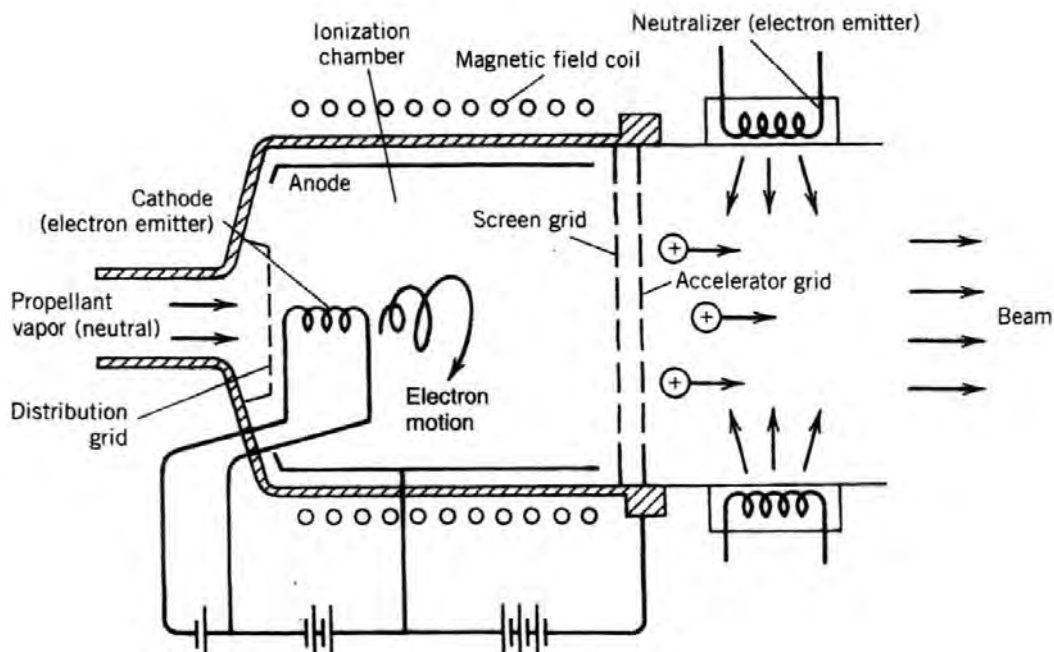 Ionization
chamber
Neutralizer (electron emitter)
Magnetic field coil
Anode
Cathode
(electron emitter)
Screen grid
Accelerator grid
Propellant
vapor (neutral)
Beam
Distribution
grid
Electron
motion
+
+
+